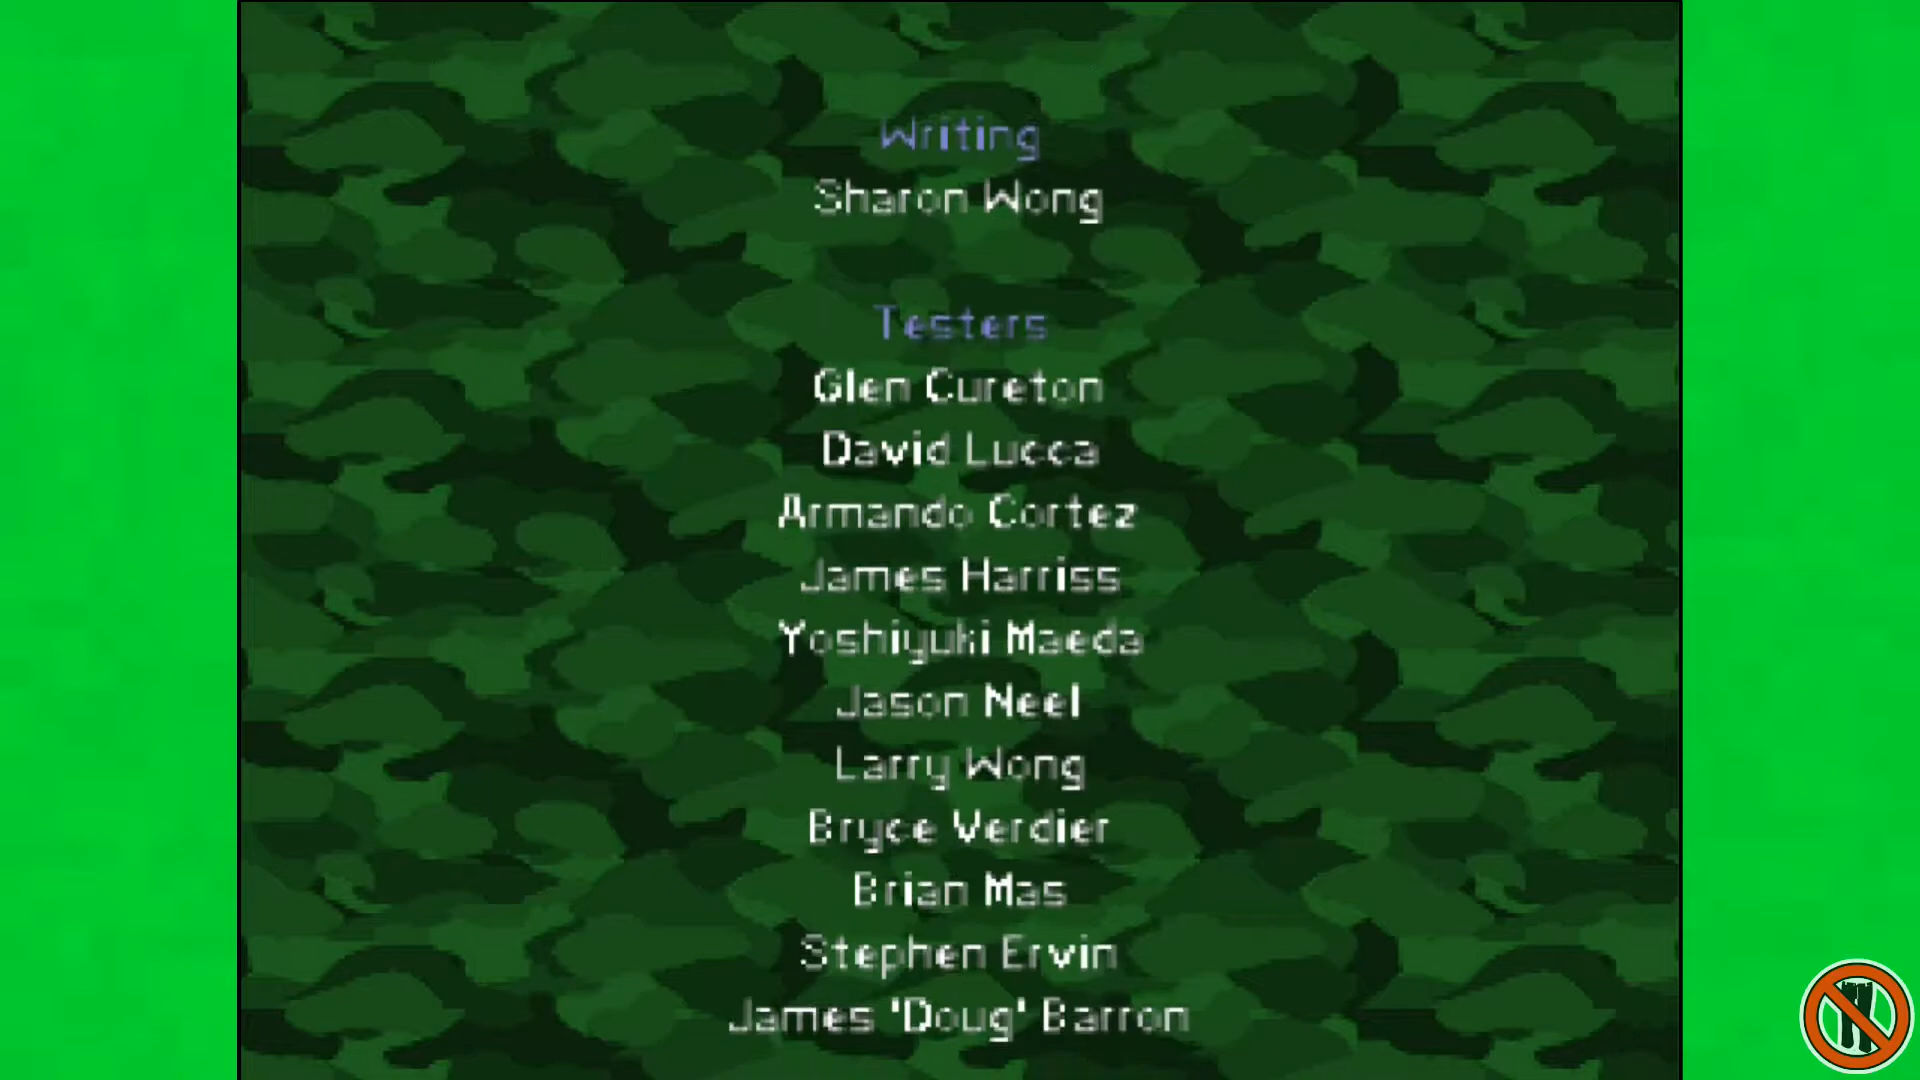 Writing
Sharon Wong
Testers
Glen Cureton
David Lucca
Armando Cortez
James Harriss
Yoshiyuki Maeda
Jason Neel
Larry Wong
Bryce Verdier
Brian Mas
Stephen Ervin
James 'Doug' Barron